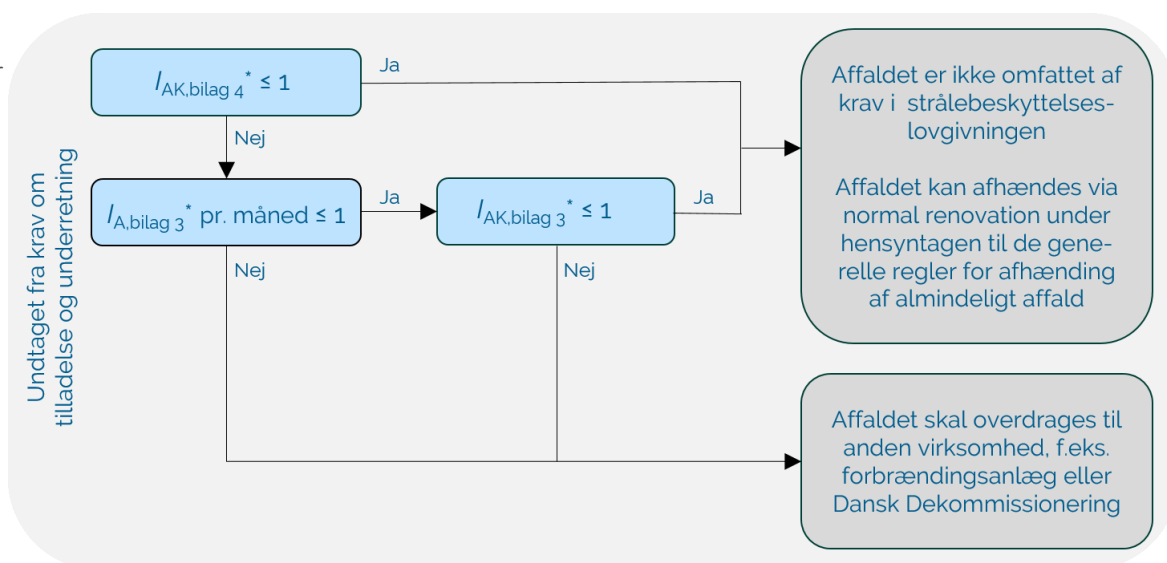 Undtaget fra krav om
tilladelse og underretning
I_AK,bilag 4* ≤ 1
Ja
Nej
I_A,bilag 3* pr. måned ≤ 1
Ja
I_AK,bilag 3* ≤ 1
Ja
Nej
Nej
Affaldet er ikke omfattet af
krav i strålebeskyttelses-
lovgivningen
Affaldet kan afhændes via
normal renovation under
hensyntagen til de gene-
relle regler for afhænding
af almindeligt affald
Affaldet skal overdrages til
anden virksomhed, f.eks.
forbrændingsanlæg eller
Dansk Dekommissionering